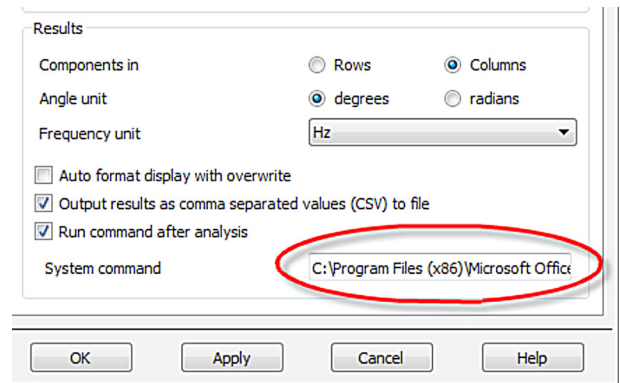 Results
Components in Rows Columns
Angle unit degrees radians
Frequency unit Hz
Auto format display with overwrite
Output results as comma separated values (CSV) to file
Run command after analysis
System command C:\Program Files (x86)\Microsoft Office
OK Apply Cancel Help